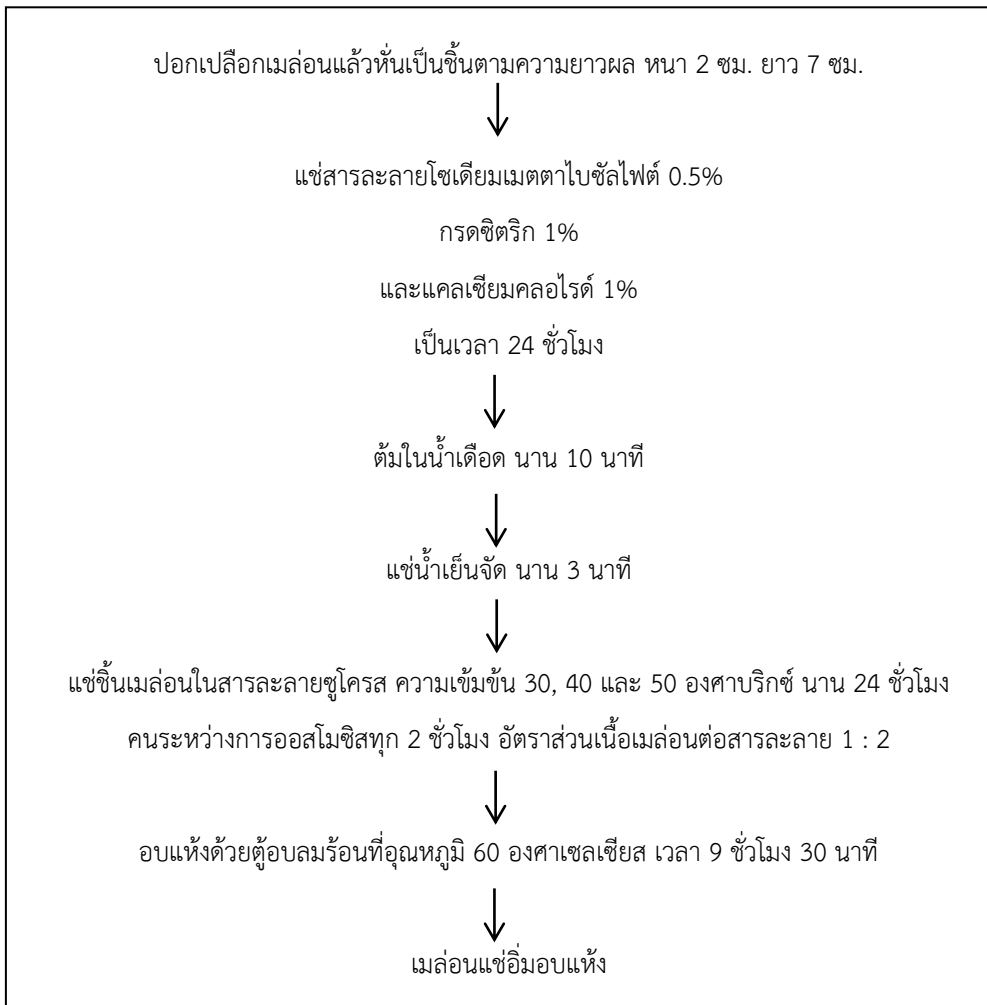 ปอกเปลือกเมล่อนแล้วหั่นเป็นชิ้นตามความยาวผล หนา 2 ซม. ยาว 7 ซม.
แช่สารละลายโซเดียมเมตตาไบซัลไฟต์ 0.5%
กรดซิตริก 1%
และแคลเซียมคลอไรด์ 1%
เป็นเวลา 24 ชั่วโมง
ต้มในน้ำเดือด นาน 10 นาที
แช่น้ำเย็นจัด นาน 3 นาที
แช่ชิ้นเมล่อนในสารละลายซูโครส ความเข้มข้น 30, 40 และ 50 องศาบริกซ์ นาน 24 ชั่วโมง
คนระหว่างการออสโมซิสทุก 2 ชั่วโมง อัตราส่วนเนื้อเมล่อนต่อสารละลาย 1 : 2
อบแห้งด้วยตู้อบลมร้อนที่อุณหภูมิ 60 องศาเซลเซียส เวลา 9 ชั่วโมง 30 นาที
เมล่อนแช่อิ่มอบแห้ง